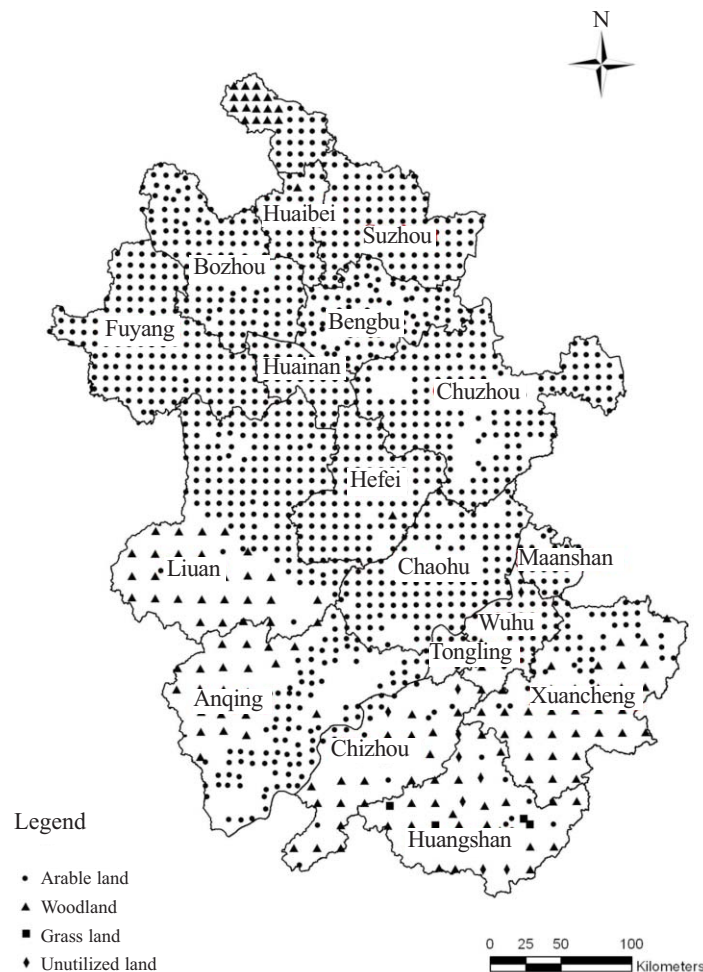 N
Huaibei
Suzhou
Bozhou
Bengbu
Fuyang
Huainan
Chuzhou
Hefei
Liuan
Chaohu
Maanshan
Wuhu
Tongling
Anqing
Xuancheng
Chizhou
Huangshan
Legend
Arable land
Woodland
Grass land
Unutilized land
0 25 50 100
Kilometers